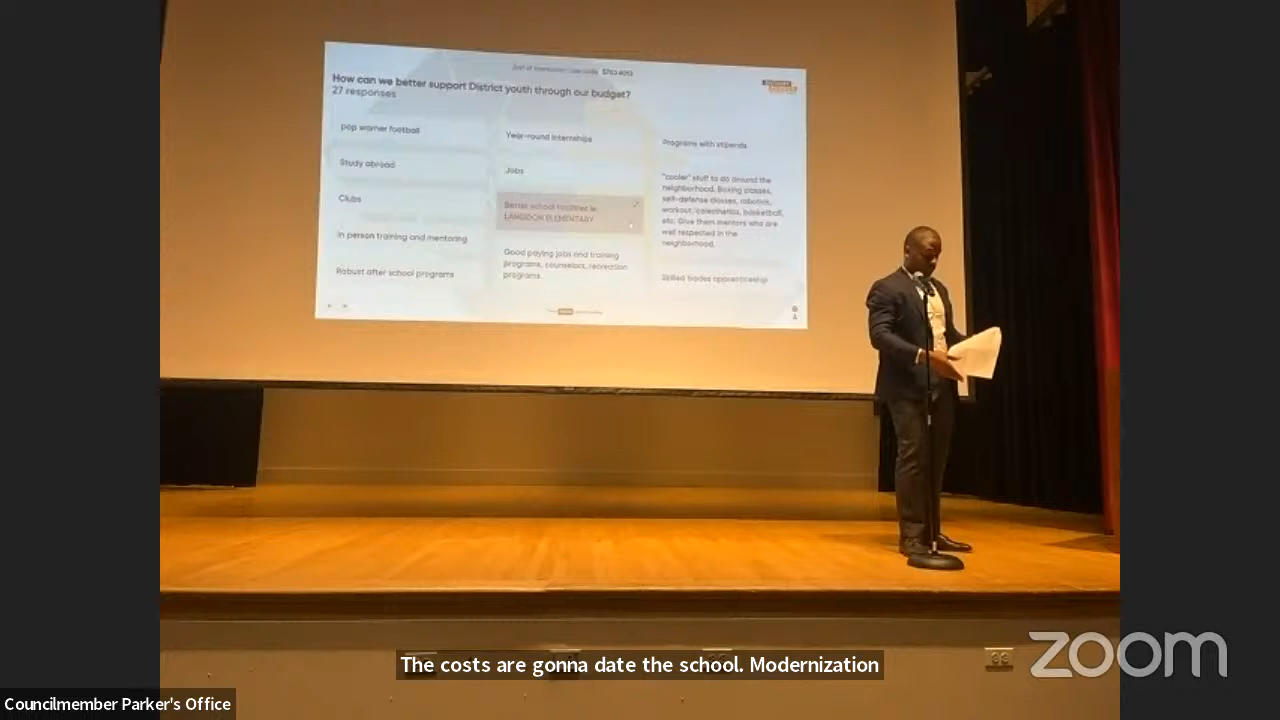 How can we better support District youth through our budget?
27 responses
pop warner football
Study abroad
Clubs
In person training and mentoring
Robust after school programs
Year-round internships
Jobs
Better school facilities ie
LANGDON ELEMENTARY
Good paying jobs and training
programs, counselors, recreation
programs
Programs with stipends
"cooler" stuff to do around the
neighborhood. Boxing classes,
self-defense classes, robotics,
workout, calesthetics, basketball,
etc. Give them mentors who are
well respected in the
neighborhood.
Skilled trades apprenticeship
The costs are gonna date the school. Modernization
zoom
Councilmember Parker's Office